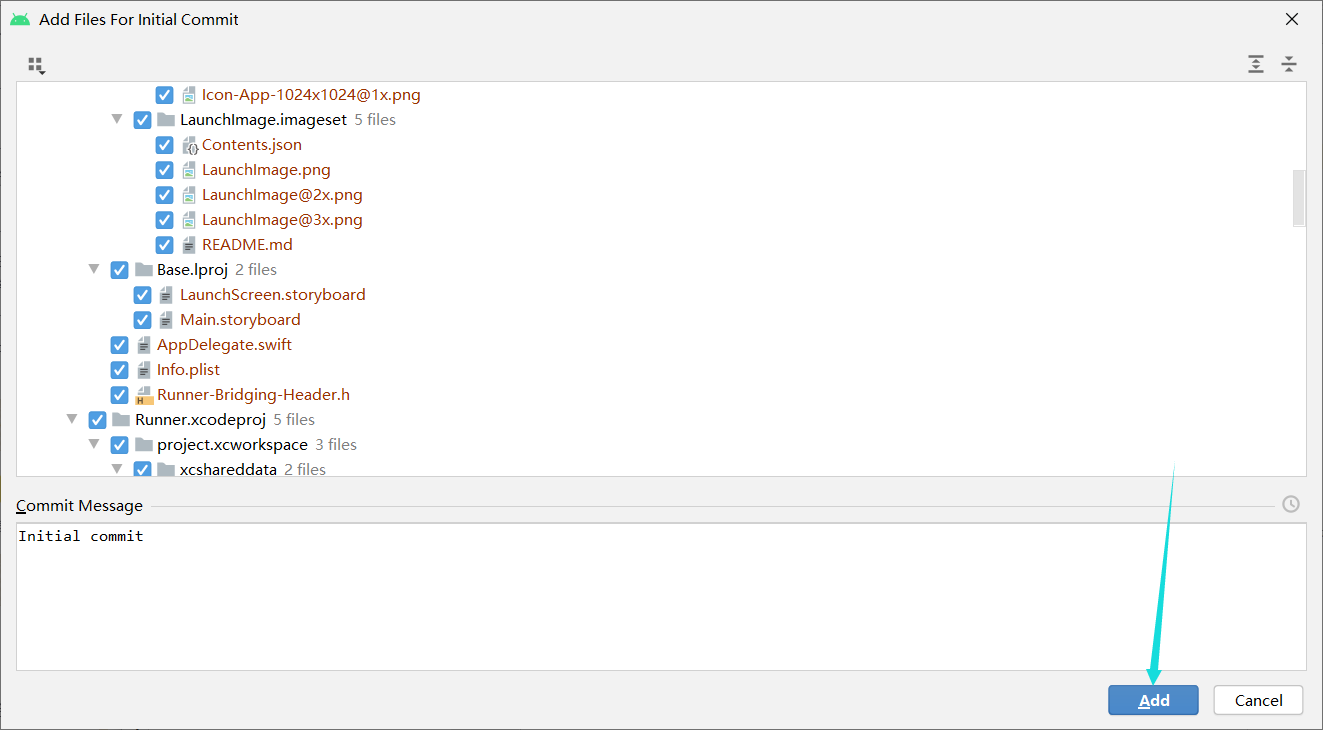 Add Files For Initial Commit
Icon-App-1024x1024@1x.png
LaunchImage.imageset 5 files
Contents.json
LaunchImage.png
LaunchImage@2x.png
LaunchImage@3x.png
README.md
Base.lproj 2 files
LaunchScreen.storyboard
Main.storyboard
AppDelegate.swift
Info.plist
Runner-Bridging-Header.h
Runner.xcodeproj 5 files
project.xcworkspace 3 files
xcshareddata 2 files
Commit Message
Initial commit
Add Cancel